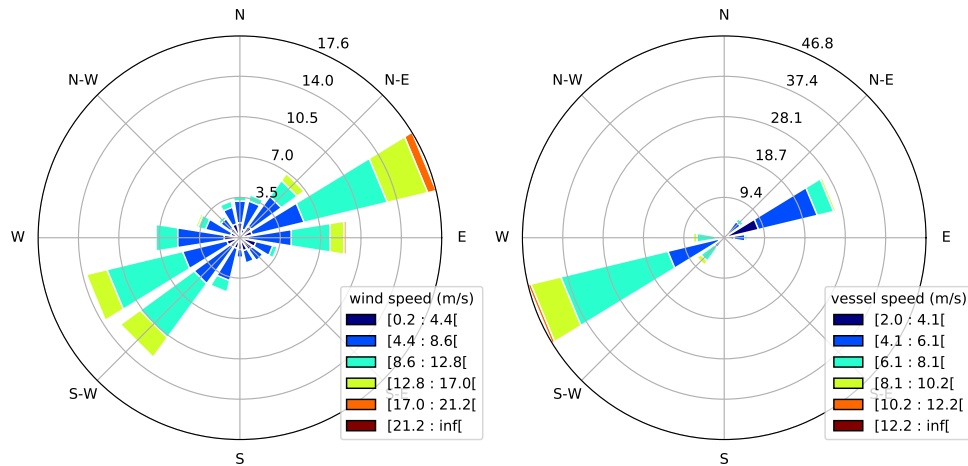 N
17.6
N-W
14.0
N-E
10.5
7.0
3.5
W
E
wind speed (m/s)
[0.2 : 4.4[
[4.4 : 8.6[
[8.6 : 12.8[
[12.8 : 17.0[
[17.0 : 21.2[
[21.2 : inf[
S-W
S-E
S
N
46.8
N-W
37.4
N-E
28.1
18.7
9.4
W
E
vessel speed (m/s)
[2.0 : 4.1[
[4.1 : 6.1[
[6.1 : 8.1[
[8.1 : 10.2[
[10.2 : 12.2[
[12.2 : inf[
S-W
S-E
S